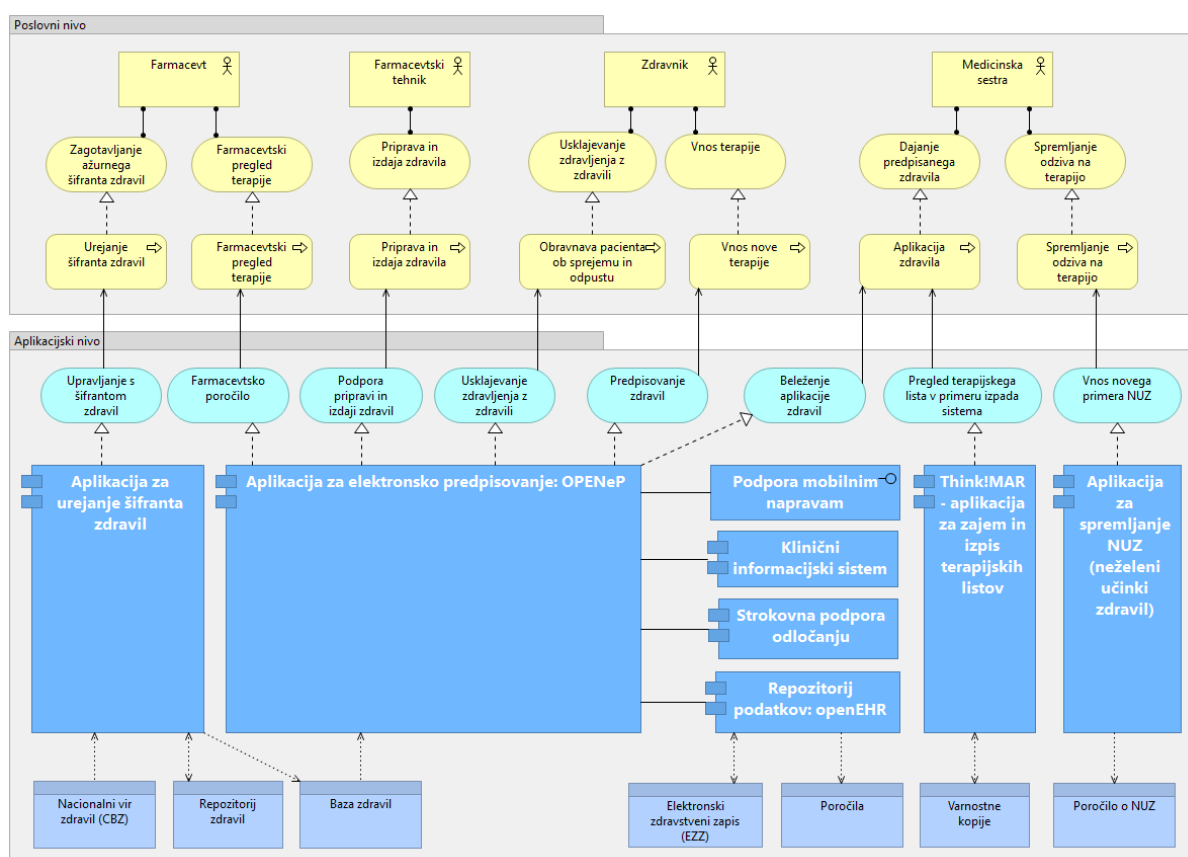 Poslovni nivo
Farmacevt
Farmacevtski
tehnik
Zdravnik
Medicinska
sestra
Zagotavljanje
ažurnega
šifranta zdravil
Farmacevtski
pregled
terapije
Priprava in
izdaja zdravila
Usklajevanje
zdravljenja z
zdravili
Vnos terapije
Dajanje
predpisanega
zdravila
Spremljanje
odziva na
terapijo
Urejanje
šifranta zdravil
Farmacevtski
pregled
terapije
Priprava in
izdaja zdravila
Obravnava pacienta
ob sprejemu in
odpustu
Vnos nove
terapije
Aplikacija
zdravila
Spremljanje
odziva na
terapijo
Aplikacijski nivo
Upravljanje s
šifrantom
zdravil
Farmacevtsko
poročilo
Podpora
pripravi in
izdaji zdravil
Usklajevanje
zdravljenja z
zdravili
Predpisovanje
zdravil
Beleženje
aplikacije
zdravil
Pregled terapijskega
lista v primeru izpada
sistema
Vnos novega
primera NUZ
Aplikacija za
urejanje šifranta
zdravil
Aplikacija za elektronsko predpisovanje: OPENeP
Podpora mobilnim
napravam
Klinični
informacijski sistem
Strokovna podpora
odločanju
Repozitorij
podatkov: openEHR
Think!MAR
- aplikacija
za zajem in
izpis
terapijskih
listov
Aplikacija
za
spremljanje
NUZ
(neželeni
učinki
zdravil)
Nacionalni vir
zdravil (CBZ)
Repozitorij
zdravil
Baza zdravil
Elektronski
zdravstveni zapis
(EZZ)
Poročila
Varnostne
kopije
Poročilo o NUZ